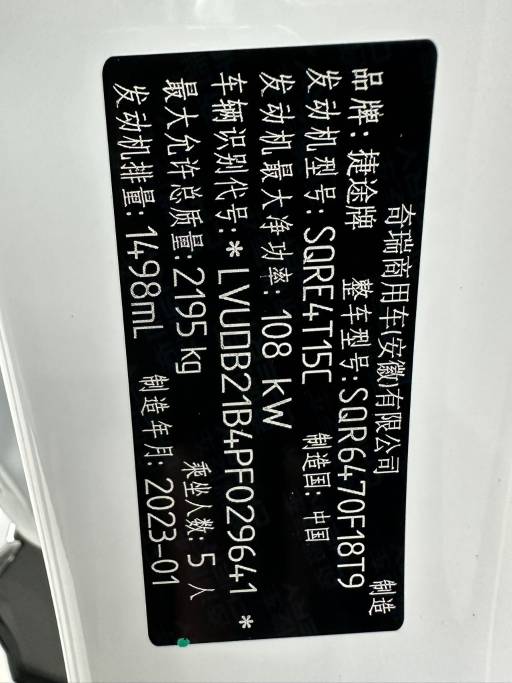 奇瑞商用车(安徽)有限公司 制造
品牌: 捷途牌 整车型号:SQR6470F18T9
发动机型号: SQRE4T15C 制造国: 中国
发动机最大净功率: 108 kW
车辆识别代号: * LVUDB21B4PF029641 *
最大允许总质量: 2195 kg 乘坐人数: 5 人
发动机排量: 1498mL 制造年月: 2023-01